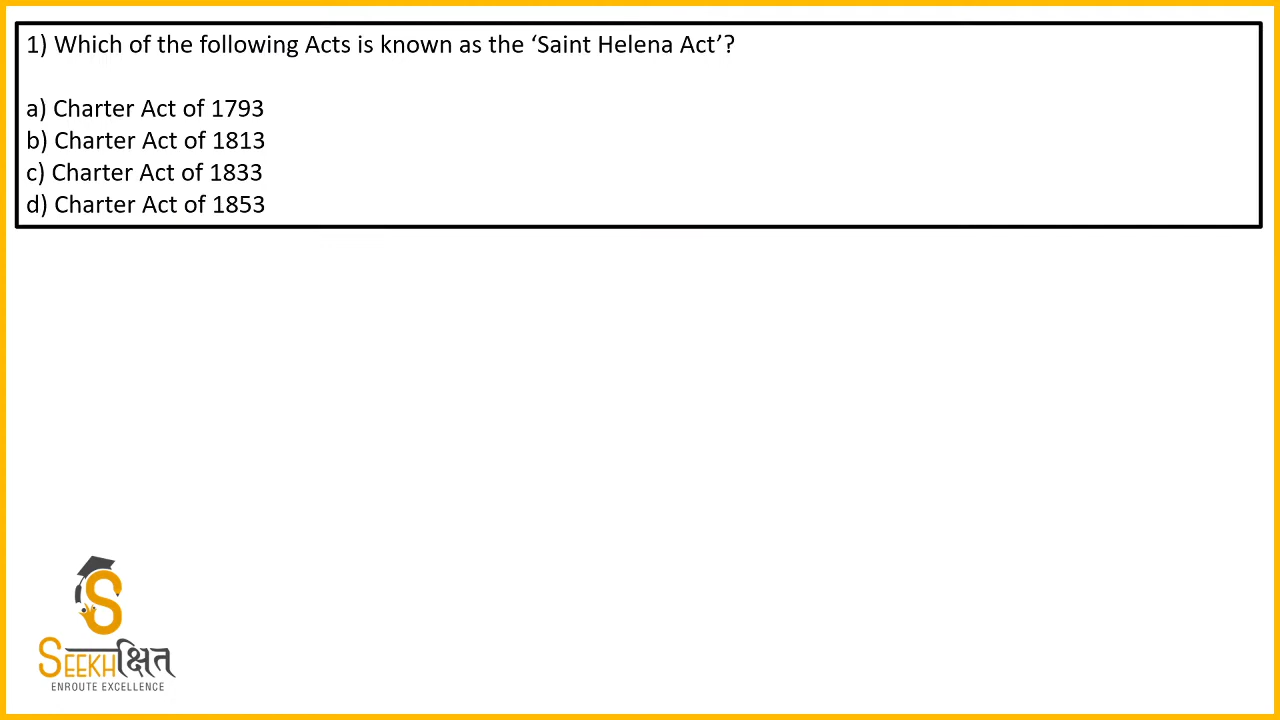 1) Which of the following Acts is known as the ‘Saint Helena Act’?
a) Charter Act of 1793
b) Charter Act of 1813
c) Charter Act of 1833
d) Charter Act of 1853
S
SEEKHक्षित
ENROUTE EXCELLENCE